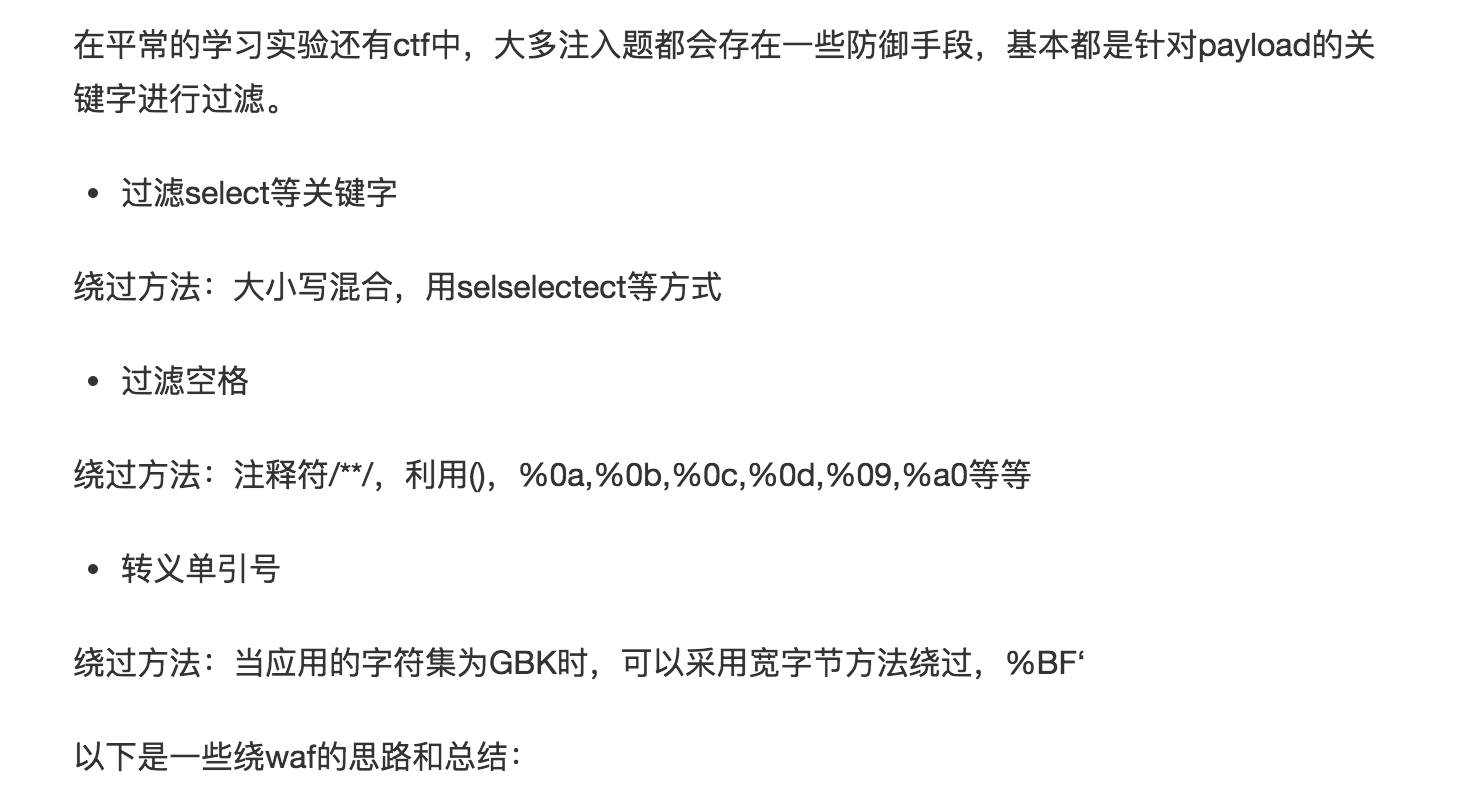 在平常的学习实验还有ctf中，大多注入题都会存在一些防御手段，基本都是针对payload的关
键字进行过滤。
• 过滤select等关键字
绕过方法：大小写混合，用selselectect等方式
• 过滤空格
绕过方法：注释符/**/，利用()，%0a,%0b,%0c,%0d,%09,%a0等等
• 转义单引号
绕过方法：当应用的字符集为GBK时，可以采用宽字节方法绕过，%BF‘
以下是一些绕waf的思路和总结：